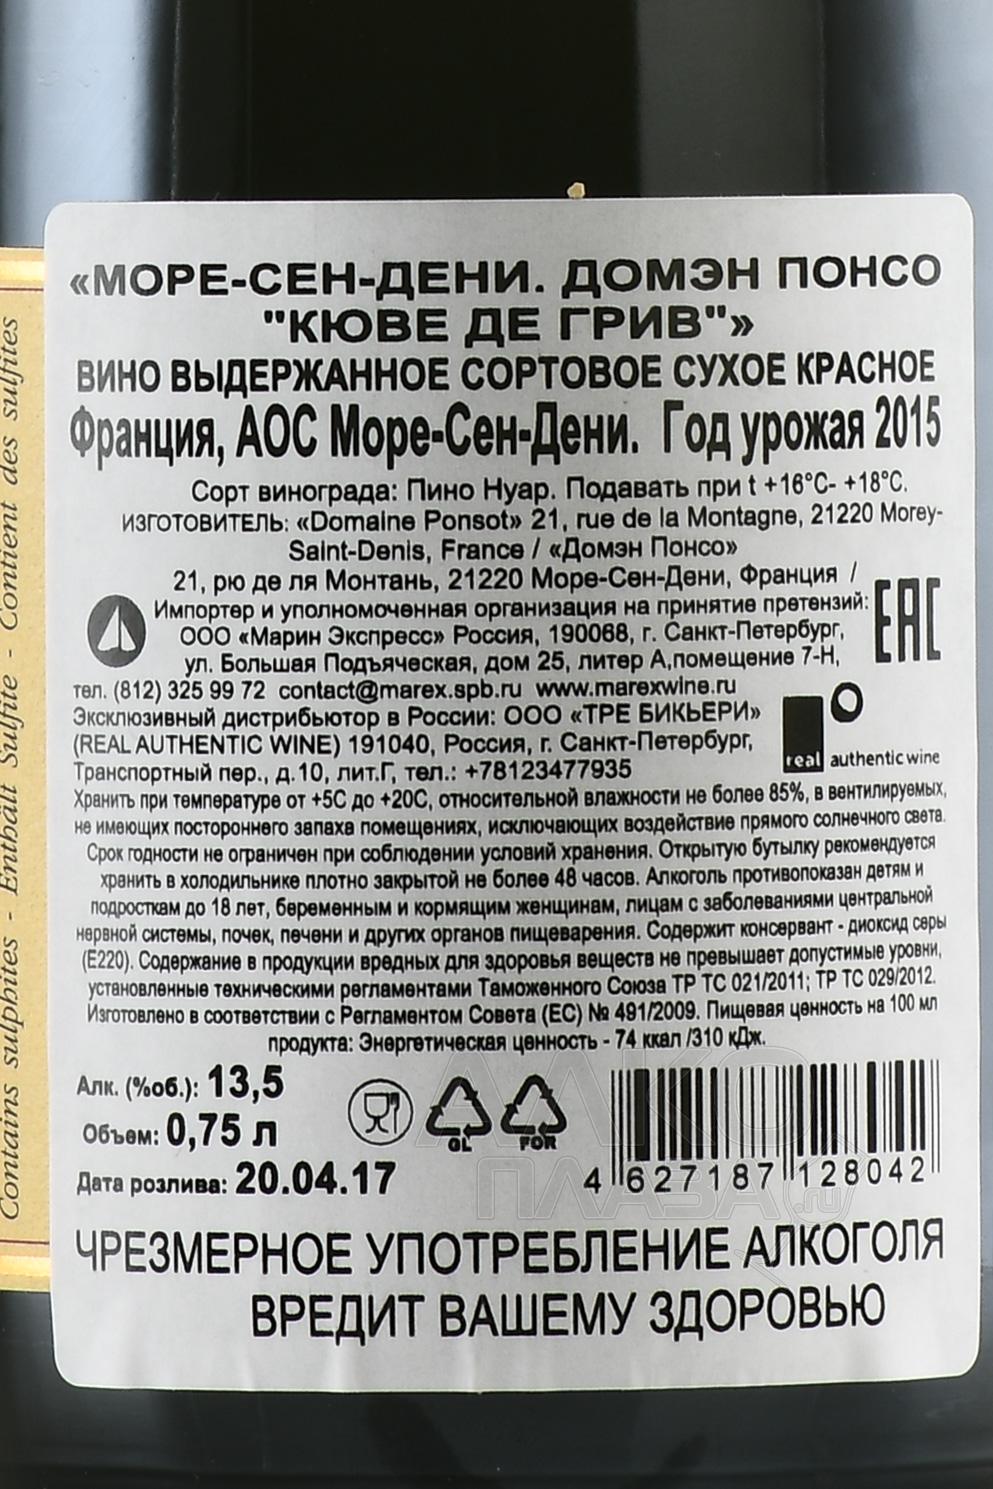 «МОРЕ-СЕН-ДЕНИ. ДОМЭН ПОНСО
"КЮВЕ ДЕ ГРИВ"»
ВИНО ВЫДЕРЖАННОЕ СОРТОВОЕ СУХОЕ КРАСНОЕ
Франция, АОС Море-Сен-Дени. Год урожая 2015
Сорт винограда: Пино Нуар. Подавать при t +16°C- +18°C.
ИЗГОТОВИТЕЛЬ: «Domaine Ponsot» 21, rue de la Montagne, 21220 Morey-
Saint-Denis, France / «Домэн Понсо»
21, рю де ля Монтань, 21220 Море-Сен-Дени, Франция /
Импортер и уполномоченная организация на принятие претензий:
ООО «Марин Экспресс» Россия, 190068, г. Санкт-Петербург,
ул. Большая Подъяческая, дом 25, литер А,помещение 7-Н,
тел. (812) 325 99 72 contact@marex.spb.ru www.marexwine.ru
Эксклюзивный дистрибьютор в России: ООО «ТРЕ БИКЬЕРИ»
(REAL AUTHENTIC WINE) 191040, Россия, г. Санкт-Петербург,
Транспортный пер., д.10, лит.Г, тел.: +78123477935
EAC
real authentic wine
Хранить при температуре от +5С до +20С, относительной влажности не более 85%, в вентилируемых,
не имеющих постороннего запаха помещениях, исключающих воздействие прямого солнечного света.
Срок годности не ограничен при соблюдении условий хранения. Открытую бутылку рекомендуется
хранить в холодильнике плотно закрытой не более 48 часов. Алкоголь противопоказан детям и
подросткам до 18 лет, беременным и кормящим женщинам, лицам с заболеваниями центральной
нервной системы, почек, печени и других органов пищеварения. Содержит консервант - диоксид серы
(Е220). Содержание в продукции вредных для здоровья веществ не превышает допустимые уровни,
установленные техническими регламентами Таможенного Союза ТР ТС 021/2011; ТР ТС 029/2012.
Изготовлено в соответствии с Регламентом Совета (ЕС) № 491/2009. Пищевая ценность на 100 мл
продукта: Энергетическая ценность - 74 ккал /310 кДж.
Алк. (%об.): 13,5
Объем: 0,75 л
Дата розлива: 20.04.17
GL
FOR
4 627187 128042
ЧРЕЗМЕРНОЕ УПОТРЕБЛЕНИЕ АЛКОГОЛЯ
ВРЕДИТ ВАШЕМУ ЗДОРОВЬЮ
Contains sulphites - Enthält Sulfite - Contient des sulfites
АЛКО
ПЛАЗА.ru